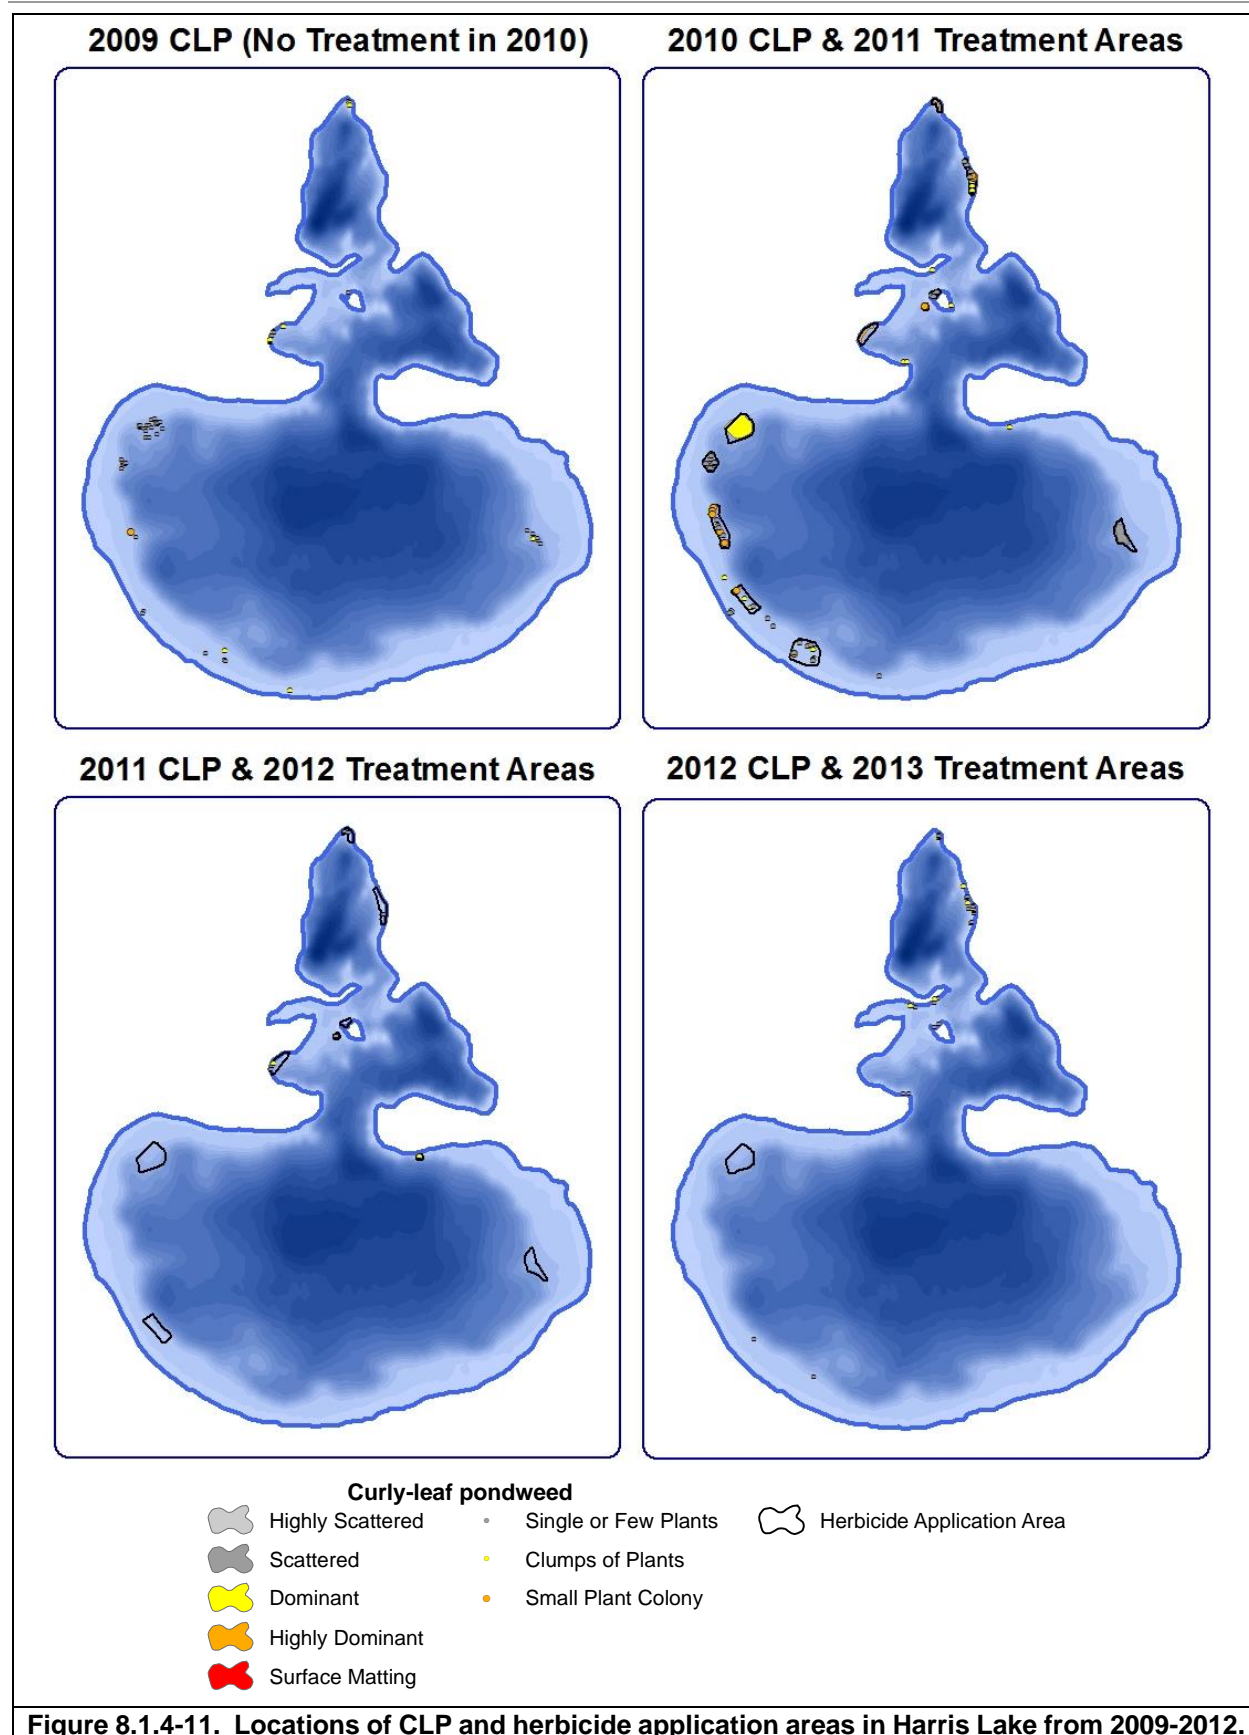 2009 CLP (No Treatment in 2010)
2010 CLP & 2011 Treatment Areas
2011 CLP & 2012 Treatment Areas
2012 CLP & 2013 Treatment Areas
Curly-leaf pondweed
Highly Scattered
Single or Few Plants
Herbicide Application Area
Scattered
Clumps of Plants
Dominant
Small Plant Colony
Highly Dominant
Surface Matting
Figure 8.1.4-11. Locations of CLP and herbicide application areas in Harris Lake from 2009-2012.